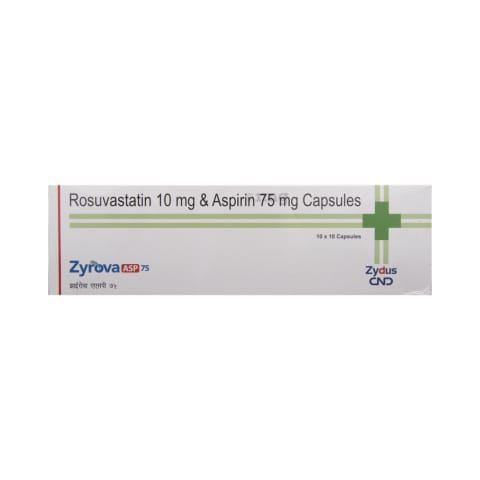 Rosuvastatin 10 mg & Aspirin 75 mg Capsules
10 x 10 Capsules
Zyrova ASP 75
Zydus
CND